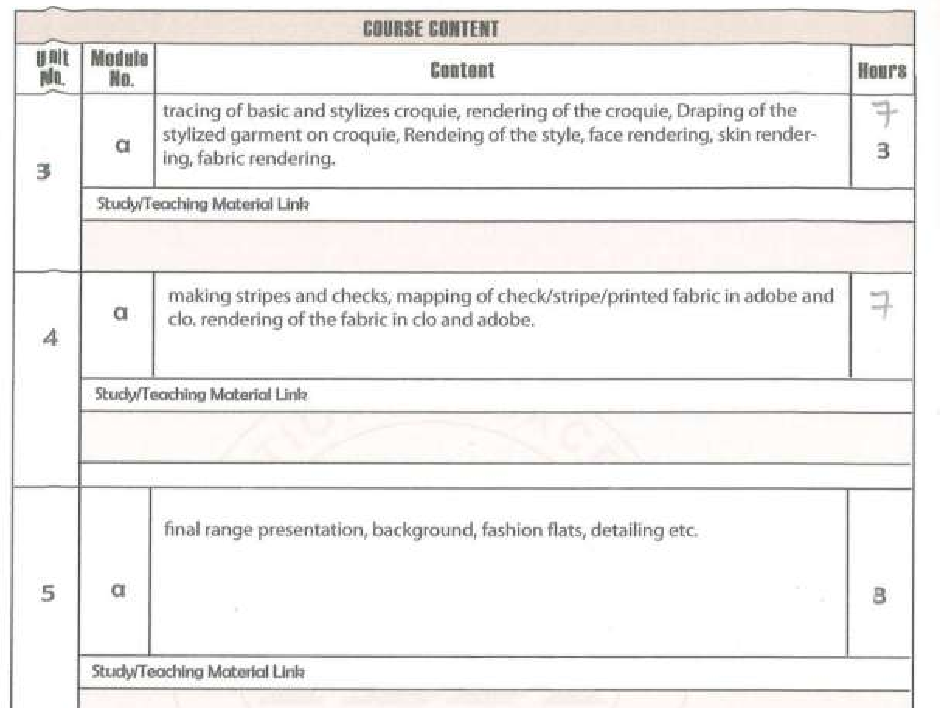 COURSE CONTENT
Unit No. Module No. Content Hours
3
a
tracing of basic and stylizes croquie, rendering of the croquie, Draping of the
stylized garment on croquie, Rendeing of the style, face rendering, skin render-
ing, fabric rendering.
7
3
Study/Teaching Material Link
4
a
making stripes and checks, mapping of check/stripe/printed fabric in adobe and
clo. rendering of the fabric in clo and adobe.
7
Study/Teaching Material Link
5
a
final range presentation, background, fashion flats, detailing etc.
3
Study/Teaching Material Link